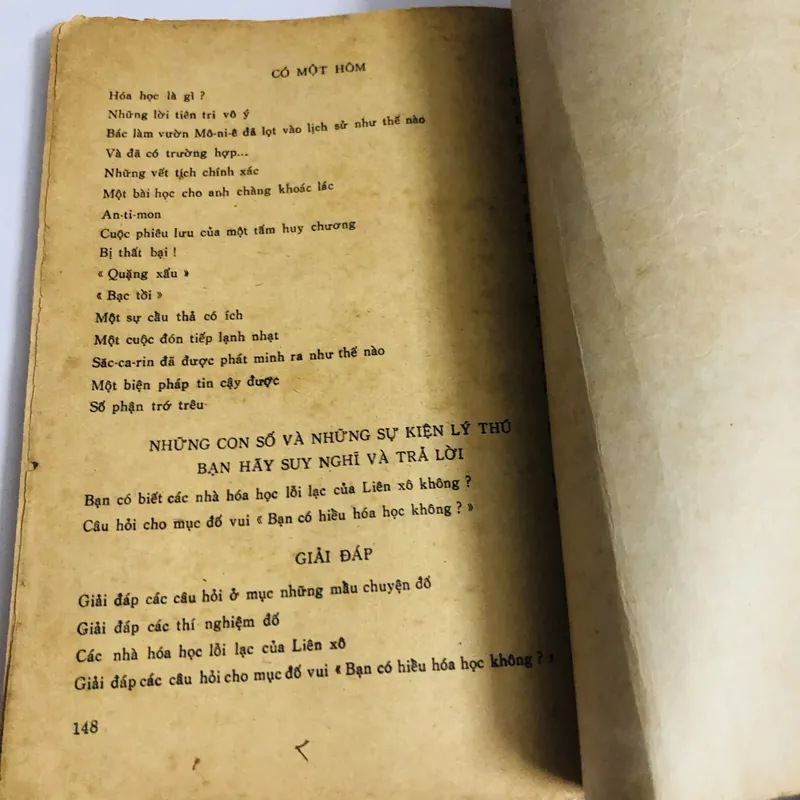 CÓ MỘT HÔM
Hóa học là gì ?
Những lời tiên tri vô ý
Bác làm vườn Mô-ni-ê đã lọt vào lịch sử như thế nào
Và đã có trường hợp...
Những vết tịch chính xác
Một bài học cho anh chàng khoác lác
An-ti-mon
Cuộc phiêu lưu của một tấm huy chương
Bị thất bại !
« Quặng xấu »
« Bạc tồi »
Một sự cầu thả có ích
Một cuộc đón tiếp lạnh nhạt
Săc-ca-rin đã được phát minh ra như thế nào
Một biện pháp tin cậy được
Số phận trớ trêu
NHỮNG CON SỐ VÀ NHỮNG SỰ KIỆN LÝ THÚ
BẠN HÃY SUY NGHĨ VÀ TRẢ LỜI
Bạn có biết các nhà hóa học lỗi lạc của Liên xô không ?
Câu hỏi cho mục đố vui « Bạn có hiểu hóa học không ? »
GIẢI ĐÁP
Giải đáp các câu hỏi ở mục những mẩu chuyện đố
Giải đáp các thí nghiệm đố
Các nhà hóa học lỗi lạc của Liên xô
Giải đáp các câu hỏi cho mục đố vui « Bạn có hiểu hóa học không ? »
148